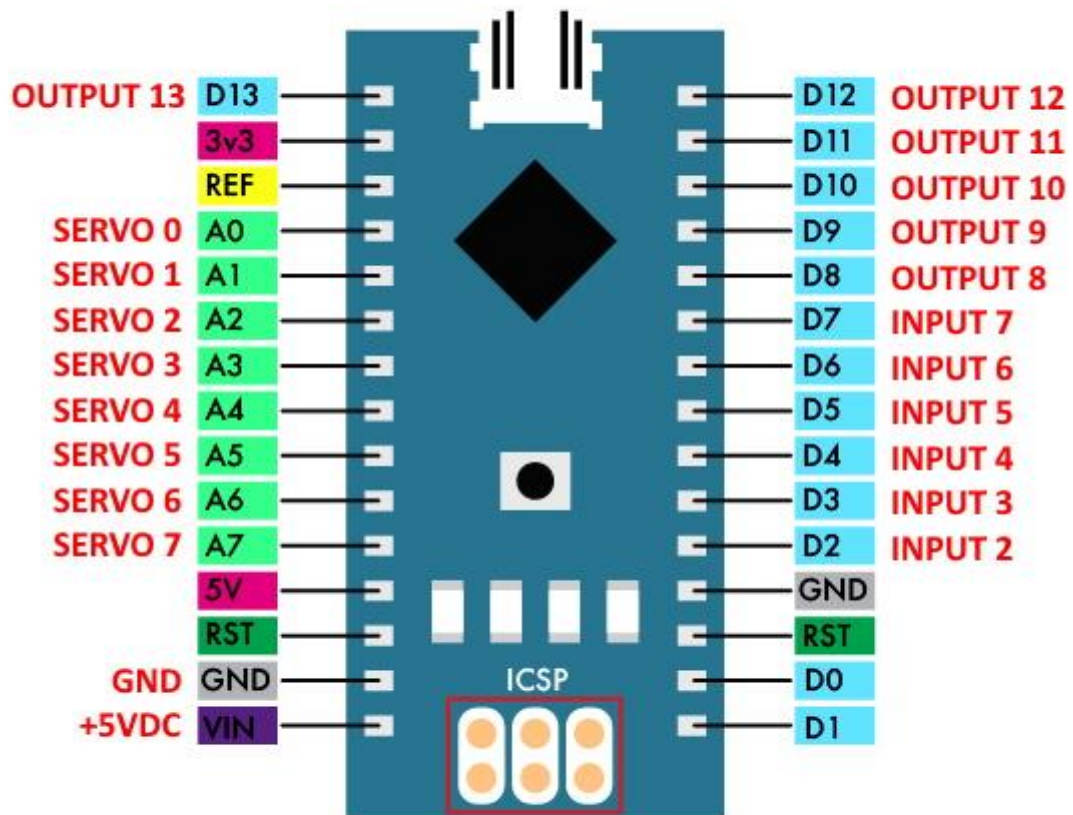 OUTPUT 13 D13 D12 OUTPUT 12
3v3 D11 OUTPUT 11
REF D10 OUTPUT 10
SERVO 0 A0 D9 OUTPUT 9
SERVO 1 A1 D8 OUTPUT 8
SERVO 2 A2 D7 INPUT 7
SERVO 3 A3 D6 INPUT 6
SERVO 4 A4 D5 INPUT 5
SERVO 5 A5 D4 INPUT 4
SERVO 6 A6 D3 INPUT 3
SERVO 7 A7 D2 INPUT 2
5V GND
RST RST
GND GND ICSP D0
+5VDC VIN D1